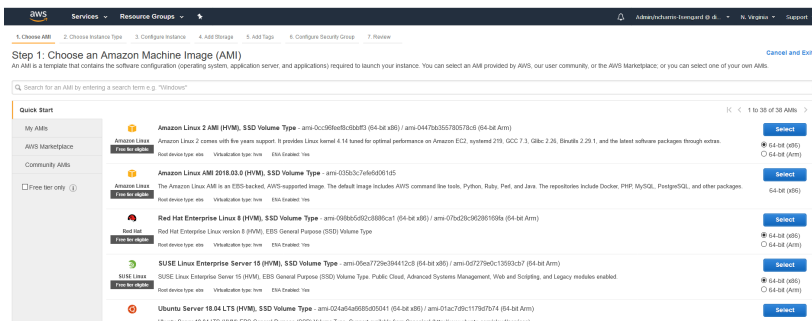 aws Services Resource Groups Admin/ncharris-Isengard @ di.. N. Virginia Support
1. Choose AMI 2. Choose Instance Type 3. Configure Instance 4. Add Storage 5. Add Tags 6. Configure Security Group 7. Review
Step 1: Choose an Amazon Machine Image (AMI) Cancel and Exit
An AMI is a template that contains the software configuration (operating system, application server, and applications) required to launch your instance. You can select an AMI provided by AWS, our user community, or the AWS Marketplace; or you can select one of your own AMIs.
Search for an AMI by entering a search term e.g. "Windows"
Quick Start 1 to 38 of 38 AMIs
My AMIs
AWS Marketplace
Community AMIs
Free tier only
Amazon Linux
Free tier eligible
Amazon Linux 2 AMI (HVM), SSD Volume Type - ami-0cc96feef8c6bbff3 (64-bit x86) / ami-0447bb355780578c6 (64-bit Arm)
Amazon Linux 2 comes with five years support. It provides Linux kernel 4.14 tuned for optimal performance on Amazon EC2, systemd 219, GCC 7.3, Glibc 2.26, Binutils 2.29.1, and the latest software packages through extras.
Root device type: ebs Virtualization type: hvm ENA Enabled: Yes
Select
64-bit (x86)
64-bit (Arm)
Amazon Linux
Free tier eligible
Amazon Linux AMI 2018.03.0 (HVM), SSD Volume Type - ami-035b3c7efe6d061d5
The Amazon Linux AMI is an EBS-backed, AWS-supported image. The default image includes AWS command line tools, Python, Ruby, Perl, and Java. The repositories include Docker, PHP, MySQL, PostgreSQL, and other packages.
Root device type: ebs Virtualization type: hvm ENA Enabled: Yes
Select
64-bit (x86)
Red Hat
Free tier eligible
Red Hat Enterprise Linux 8 (HVM), SSD Volume Type - ami-098bb5d92c8886ca1 (64-bit x86) / ami-07bd28c96286169fa (64-bit Arm)
Red Hat Enterprise Linux version 8 (HVM), EBS General Purpose (SSD) Volume Type
Root device type: ebs Virtualization type: hvm ENA Enabled: Yes
Select
64-bit (x86)
64-bit (Arm)
SUSE Linux
Free tier eligible
SUSE Linux Enterprise Server 15 (HVM), SSD Volume Type - ami-06ea7729e394412c8 (64-bit x86) / ami-0d7279e0c13593cb7 (64-bit Arm)
SUSE Linux Enterprise Server 15 (HVM), EBS General Purpose (SSD) Volume Type. Public Cloud, Advanced Systems Management, Web and Scripting, and Legacy modules enabled.
Root device type: ebs Virtualization type: hvm ENA Enabled: Yes
Select
64-bit (x86)
64-bit (Arm)
Ubuntu Server 18.04 LTS (HVM), SSD Volume Type - ami-024a64a6685d05041 (64-bit x86) / ami-01ac7d9c1179d7b74 (64-bit Arm)
Select